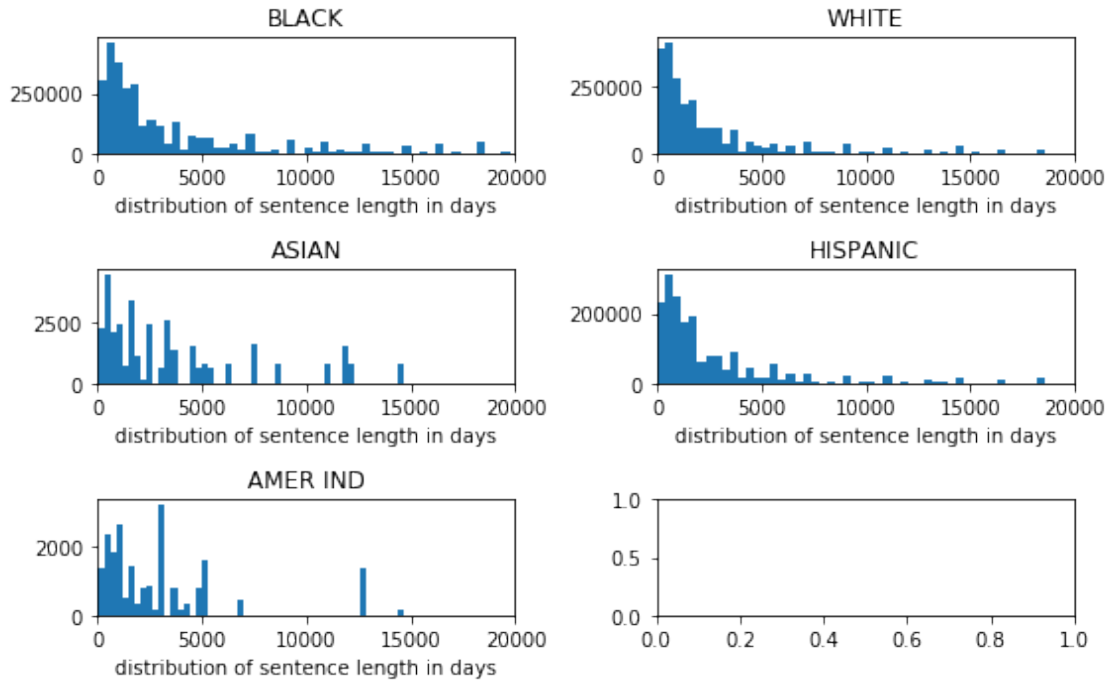 BLACK
250000
0
0 5000 10000 15000 20000
distribution of sentence length in days
WHITE
250000
0
0 5000 10000 15000 20000
distribution of sentence length in days
ASIAN
2500
0
0 5000 10000 15000 20000
distribution of sentence length in days
HISPANIC
200000
0
0 5000 10000 15000 20000
distribution of sentence length in days
AMER IND
2000
0
0 5000 10000 15000 20000
distribution of sentence length in days
1.0
0.5
0.0
0.0 0.2 0.4 0.6 0.8 1.0